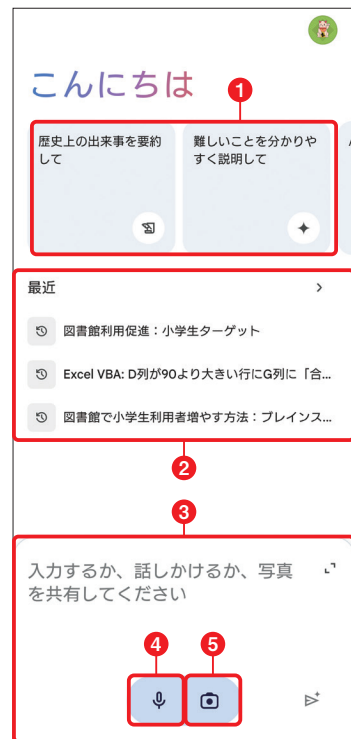 こんにちは
1
歴史上の出来事を要約
して
難しいことを分かりや
すく説明して
最近
図書館利用促進：小学生ターゲット
Excel VBA: D列が90より大きい行にG列に「合...
図書館で小学生利用者増やす方法：ブレインス...
2
3
入力するか、話しかけるか、写真
を共有してください
4
5